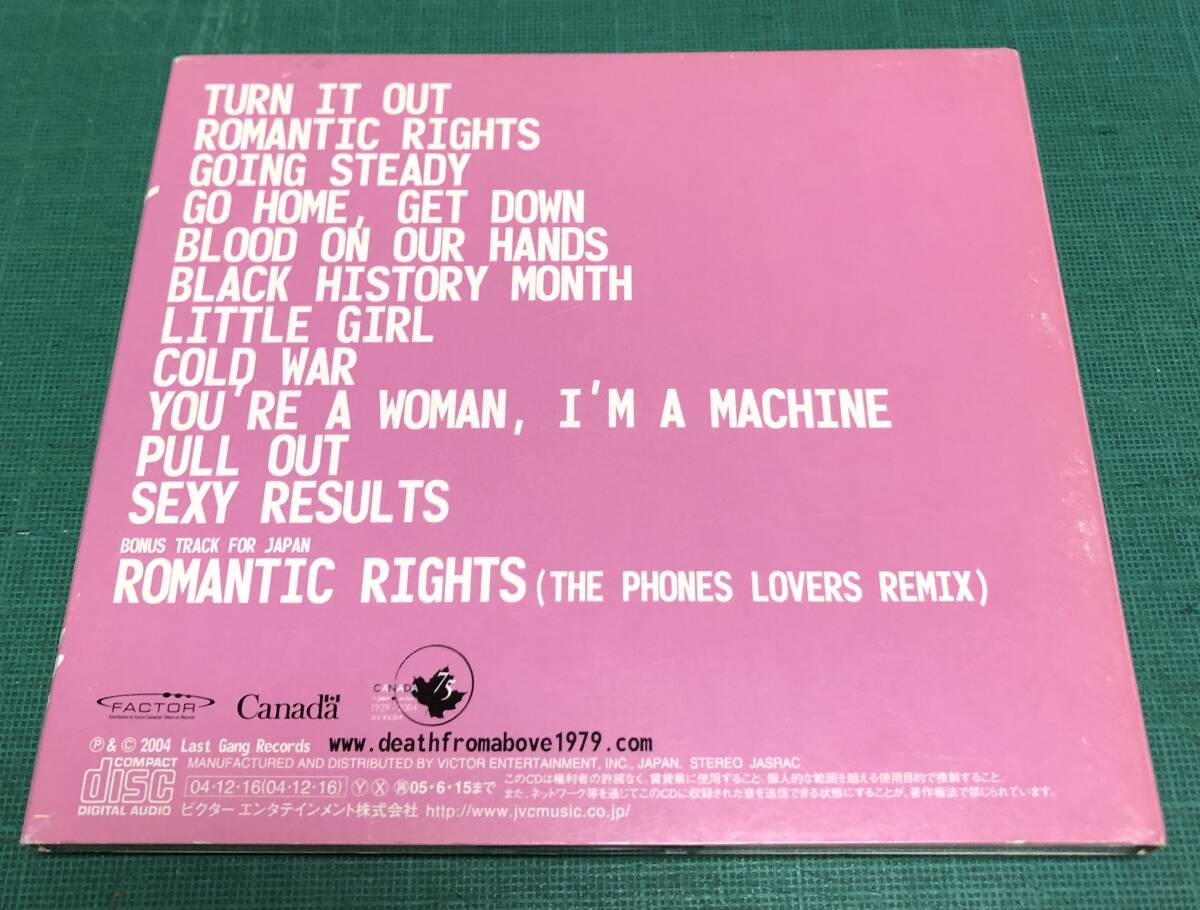 TURN IT OUT
ROMANTIC RIGHTS
GOING STEADY
GO HOME, GET DOWN
BLOOD ON OUR HANDS
BLACK HISTORY MONTH
LITTLE GIRL
COLD WAR
YOU'RE A WOMAN, I'M A MACHINE
PULL OUT
SEXY RESULTS
BONUS TRACK FOR JAPAN
ROMANTIC RIGHTS (THE PHONES LOVERS REMIX)
FACTOR
Canada
CANADA 75
1929-2004
Ⓟ & © 2004 Last Gang Records www.deathfromabove1979.com
COMPACT disc DIGITAL AUDIO
MANUFACTURED AND DISTRIBUTED BY VICTOR ENTERTAINMENT, INC., JAPAN. STEREO JASRAC
04·12·16(04·12·16) Ⓨ Ⓧ ㊢05·6·15まで
このCDは権利者の許諾なく、賃貸業に使用すること、個人的な範囲を超える使用目的で複製すること、
また、ネットワーク等を通じてこのCDに収録された音を送信できる状態にすることが、著作権法で禁じられています。
ビクター エンタテインメント株式会社 http://www.jvcmusic.co.jp/